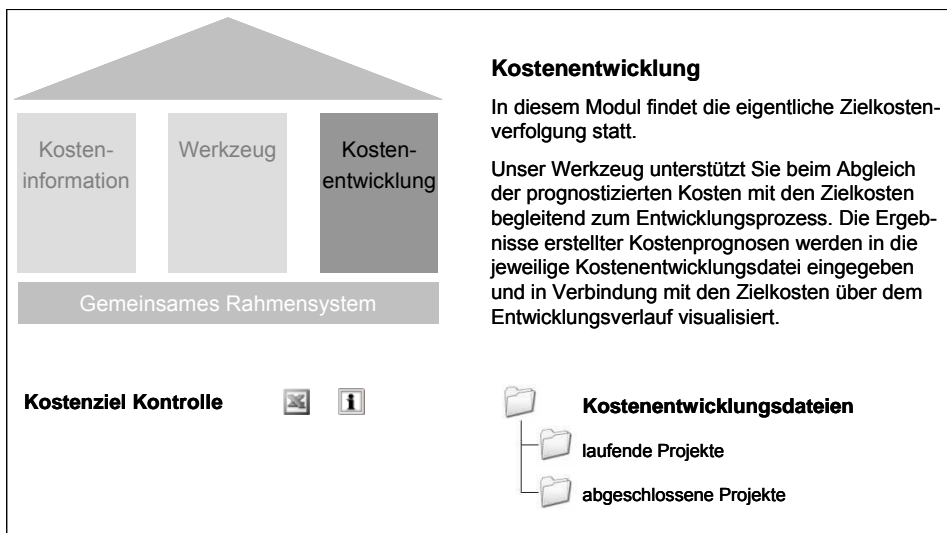 Kosten-
information
Werkzeug
Kosten-
entwicklung
Gemeinsames Rahmensystem
Kostenentwicklung
In diesem Modul findet die eigentliche Zielkosten-
verfolgung statt.
Unser Werkzeug unterstützt Sie beim Abgleich
der prognostizierten Kosten mit den Zielkosten
begleitend zum Entwicklungsprozess. Die Ergeb-
nisse erstellter Kostenprognosen werden in die
jeweilige Kostenentwicklungsdatei eingegeben
und in Verbindung mit den Zielkosten über dem
Entwicklungsverlauf visualisiert.
Kostenziel Kontrolle
Kostenentwicklungsdateien
laufende Projekte
abgeschlossene Projekte